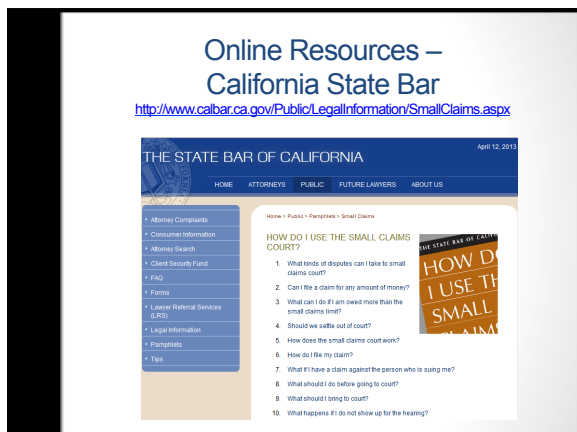 Online Resources –
California State Bar
http://www.calbar.ca.gov/Public/LegalInformation/SmallClaims.aspx
April 12, 2013
THE STATE BAR OF CALIFORNIA
HOME ATTORNEYS PUBLIC FUTURE LAWYERS ABOUT US
Attorney Complaints
Consumer Information
Attorney Search
Client Security Fund
FAQ
Forms
Lawyer Referral Services
(LRS)
Legal Information
Pamphlets
Tips
Home > Public > Pamphlets > Small Claims
HOW DO I USE THE SMALL CLAIMS
COURT?
1. What kinds of disputes can I take to small
claims court?
2. Can I file a claim for any amount of money?
3. What can I do if I am owed more than the
small claims limit?
4. Should we settle out of court?
5. How does the small claims court work?
6. How do I file my claim?
7. What if I have a claim against the person who is suing me?
8. What should I do before going to court?
9. What should I bring to court?
10. What happens if I do not show up for the hearing?
THE STATE BAR OF CALIF
HOW D
I USE TH
SMALL